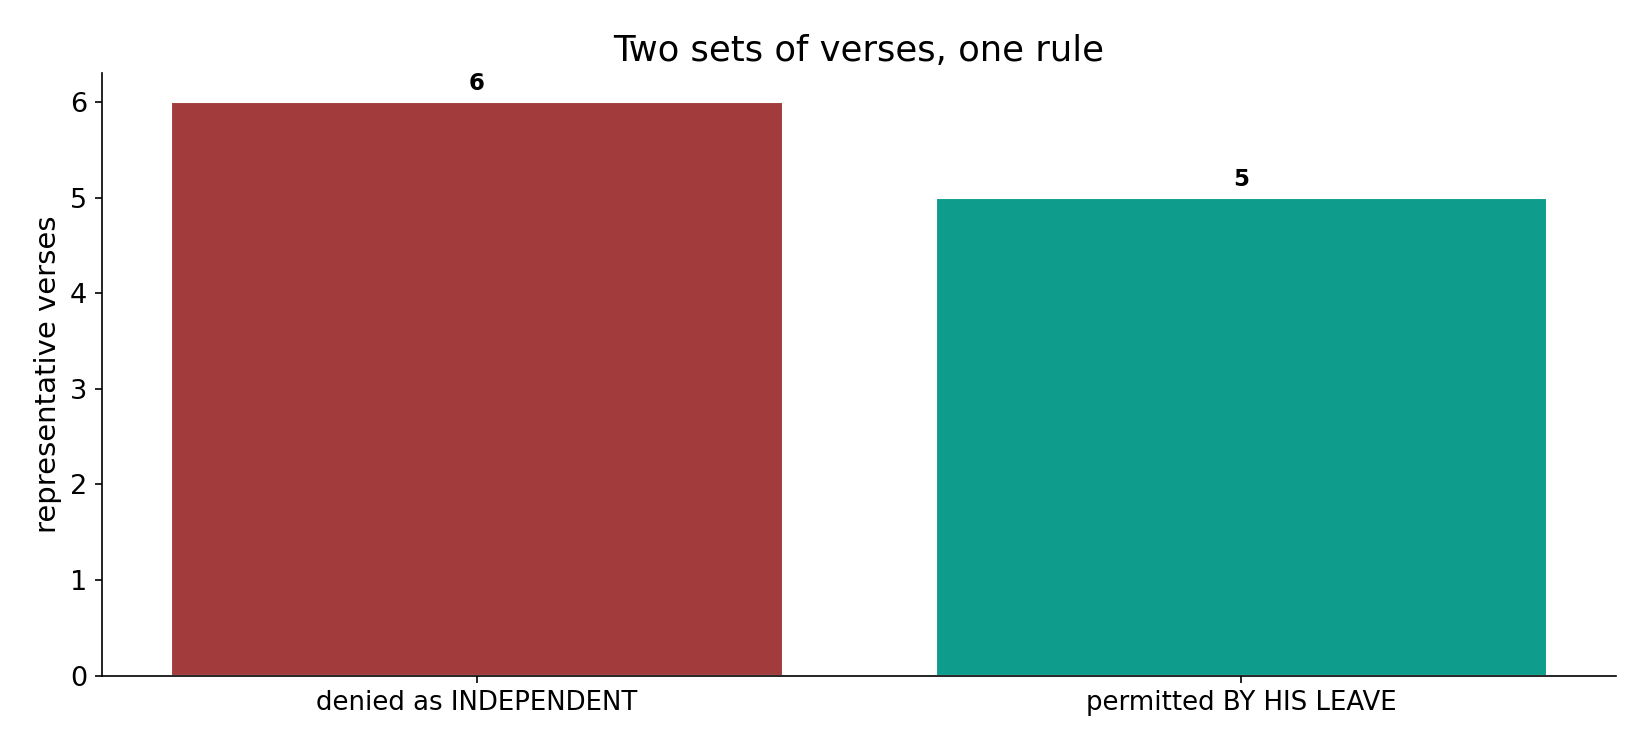 Two sets of verses, one rule
representative verses
6
5
4
3
2
1
0
6
5
denied as INDEPENDENT
permitted BY HIS LEAVE